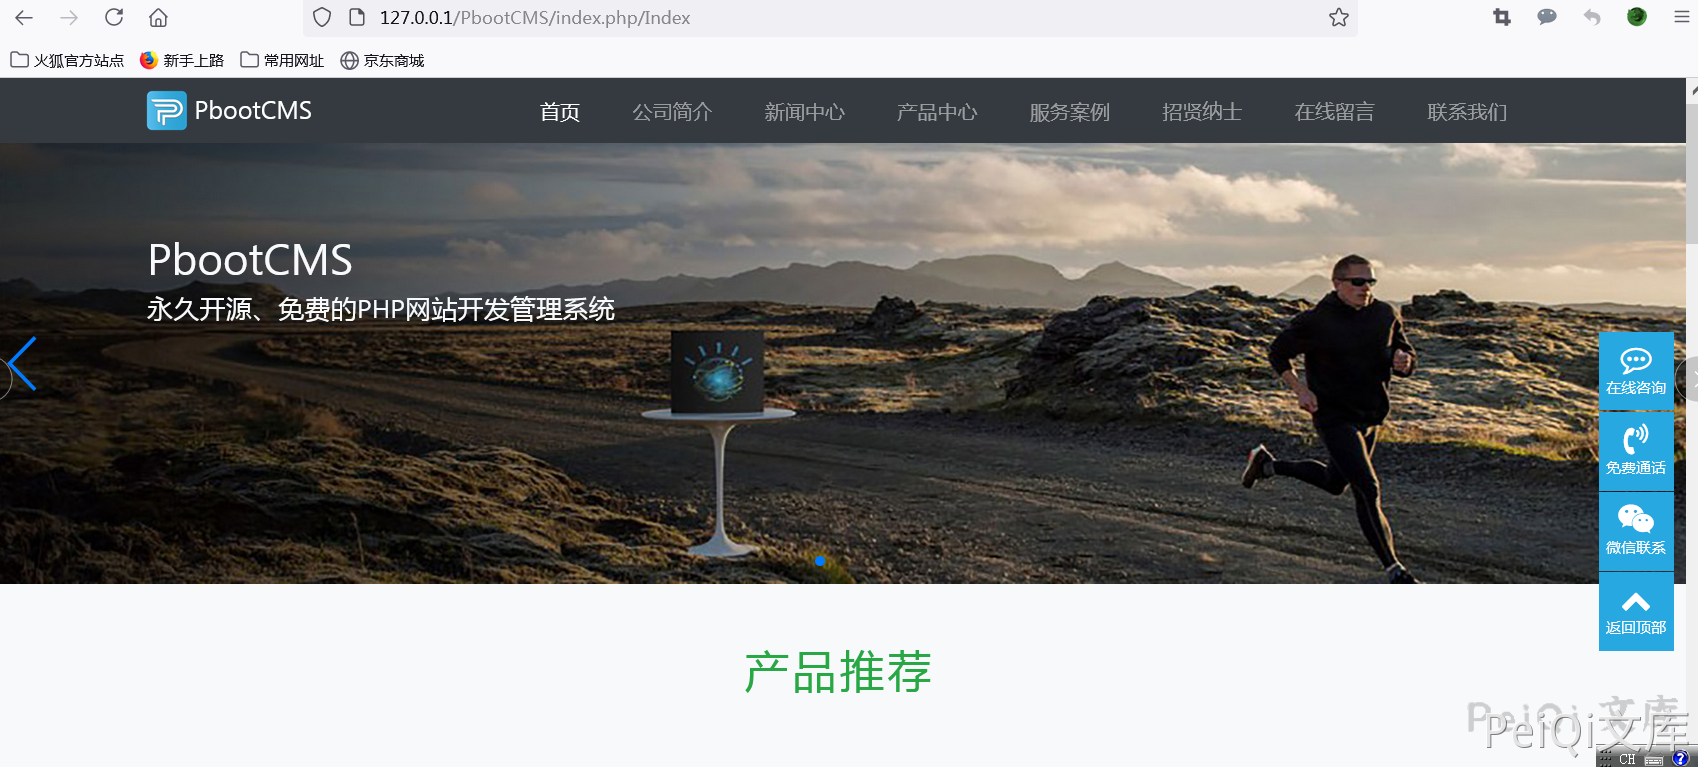 127.0.0.1/PbootCMS/index.php/Index
火狐官方站点 新手上路 常用网址 京东商城
PbootCMS 首页 公司简介 新闻中心 产品中心 服务案例 招贤纳士 在线留言 联系我们
PbootCMS
永久开源、免费的PHP网站开发管理系统
在线咨询
免费通话
微信联系
返回顶部
产品推荐
PeiQi 文库
PeiQi文库
CH